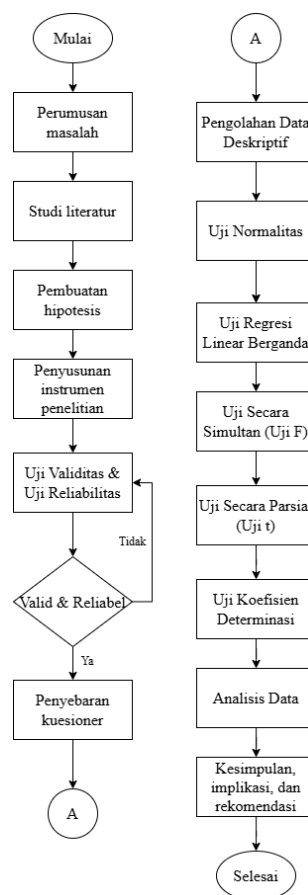 Mulai
Perumusan
masalah
Studi literatur
Pembuatan
hipotesis
Penyusunan
instrumen
penelitian
Uji Validitas &
Uji Reliabilitas
Tidak
Valid & Reliabel
Ya
Penyebaran
kuesioner
A
A
Pengolahan Data
Deskriptif
Uji Normalitas
Uji Regresi
Linear Berganda
Uji Secara
Simultan (Uji F)
Uji Secara Parsial
(Uji t)
Uji Koefisien
Determinasi
Analisis Data
Kesimpulan,
implikasi, dan
rekomendasi
Selesai